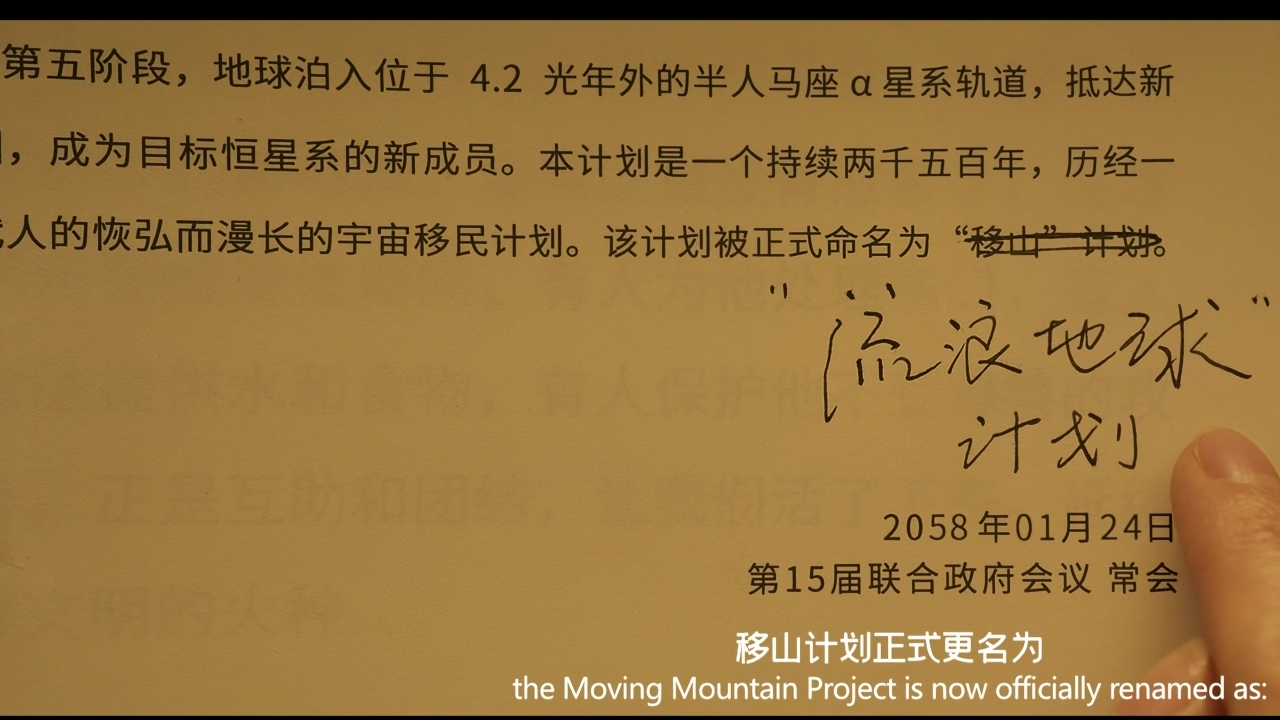 第五阶段，地球泊入位于 4.2 光年外的半人马座 α 星系轨道，抵达新
，成为目标恒星系的新成员。本计划是一个持续两千五百年，历经一
人的恢弘而漫长的宇宙移民计划。该计划被正式命名为“移山”计划。
"流浪地球"
计划
2058年01月24日
第15届联合政府会议 常会
移山计划正式更名为
the Moving Mountain Project is now officially renamed as: